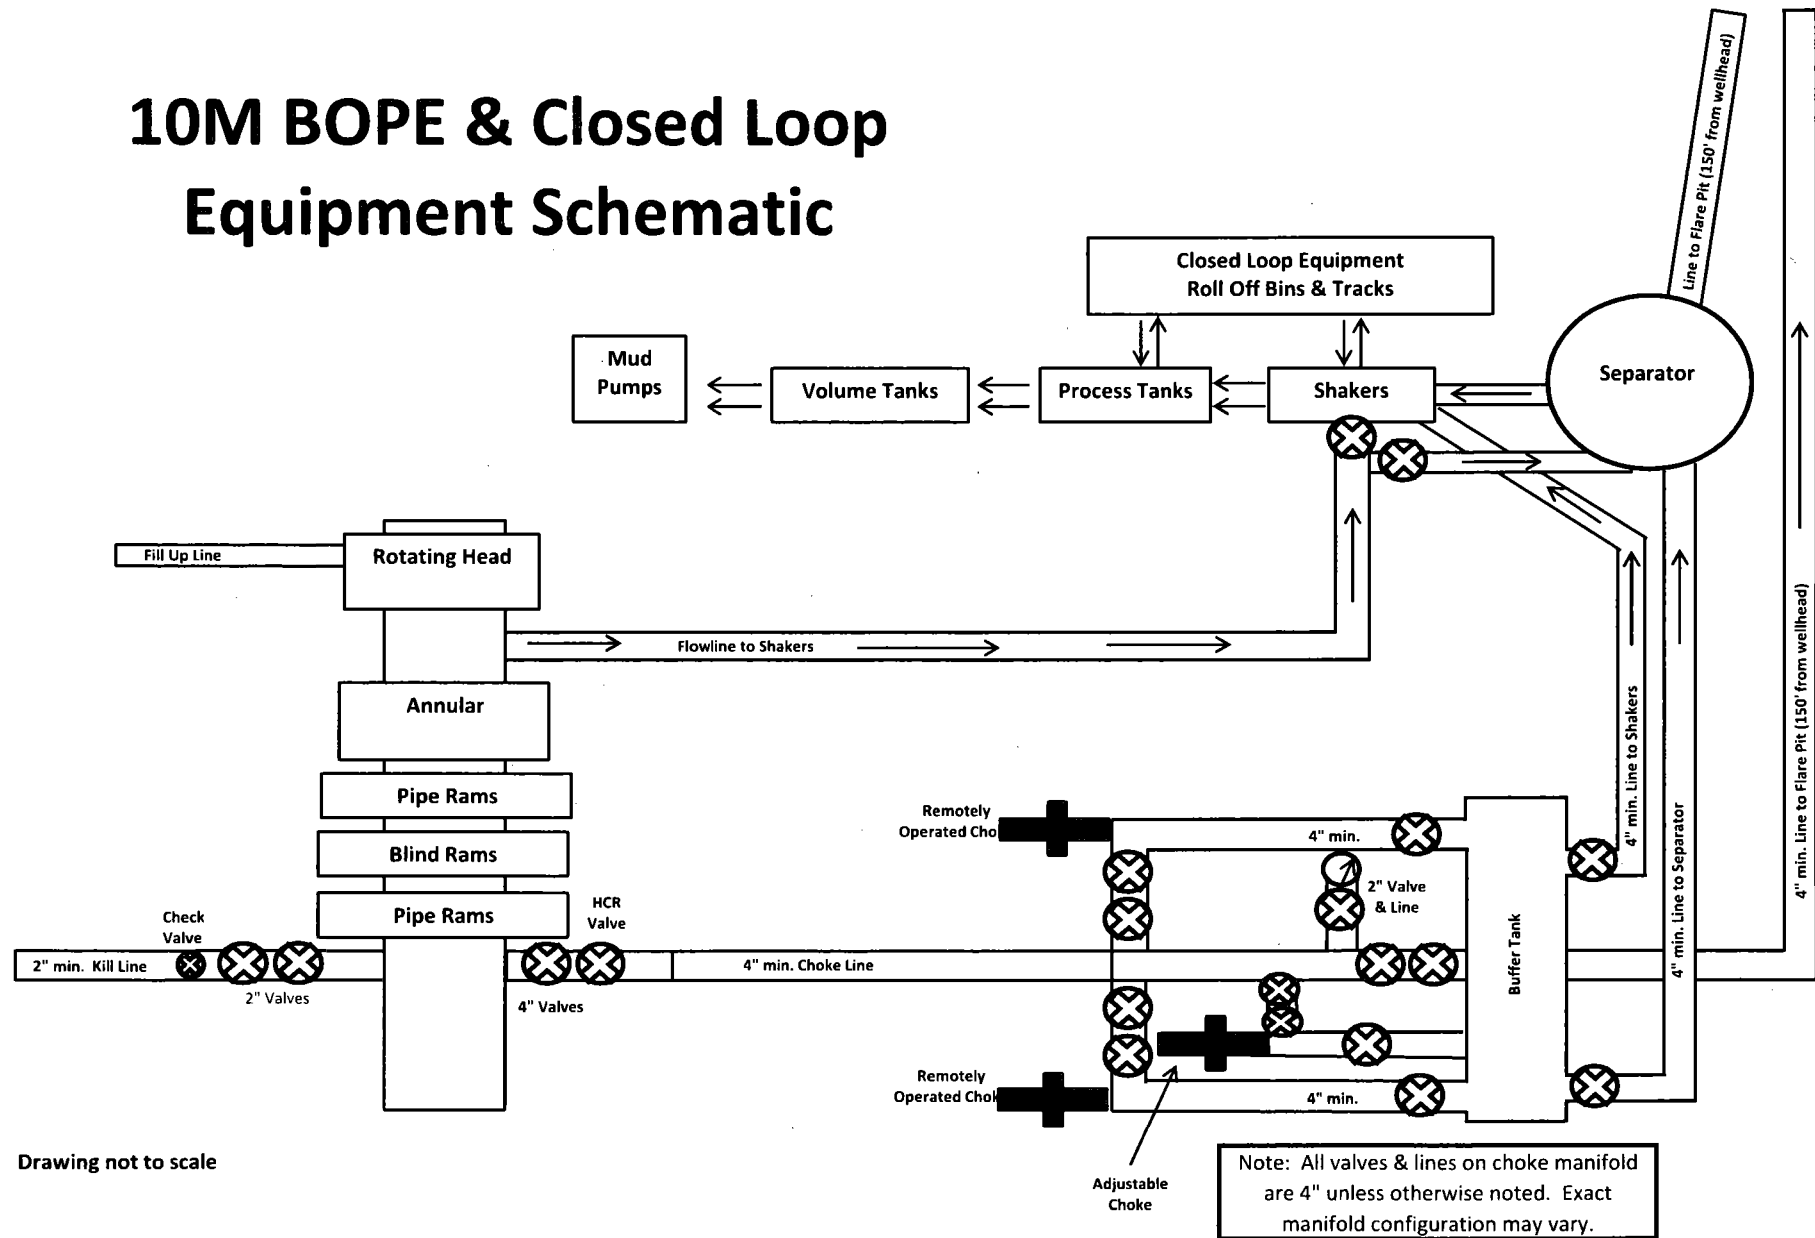 10M BOPE & Closed Loop
Equipment Schematic
Line to Flare Pit (150' from wellhead)
Closed Loop Equipment
Roll Off Bins & Tracks
Mud
Pumps
Volume Tanks
Process Tanks
Shakers
Separator
Fill Up Line
Rotating Head
Flowline to Shakers
Annular
Pipe Rams
Blind Rams
Pipe Rams
Check
Valve
HCR
Valve
2" min. Kill Line
2" Valves
4" Valves
4" min. Choke Line
Remotely
Operated Cho
4" min.
2" Valve
& Line
Buffer Tank
4" min. Line to Shakers
4" min. Line to Separator
4" min. Line to Flare Pit (150' from wellhead)
Remotely
Operated Chok
4" min.
Adjustable
Choke
Drawing not to scale
Note: All valves & lines on choke manifold
are 4" unless otherwise noted. Exact
manifold configuration may vary.